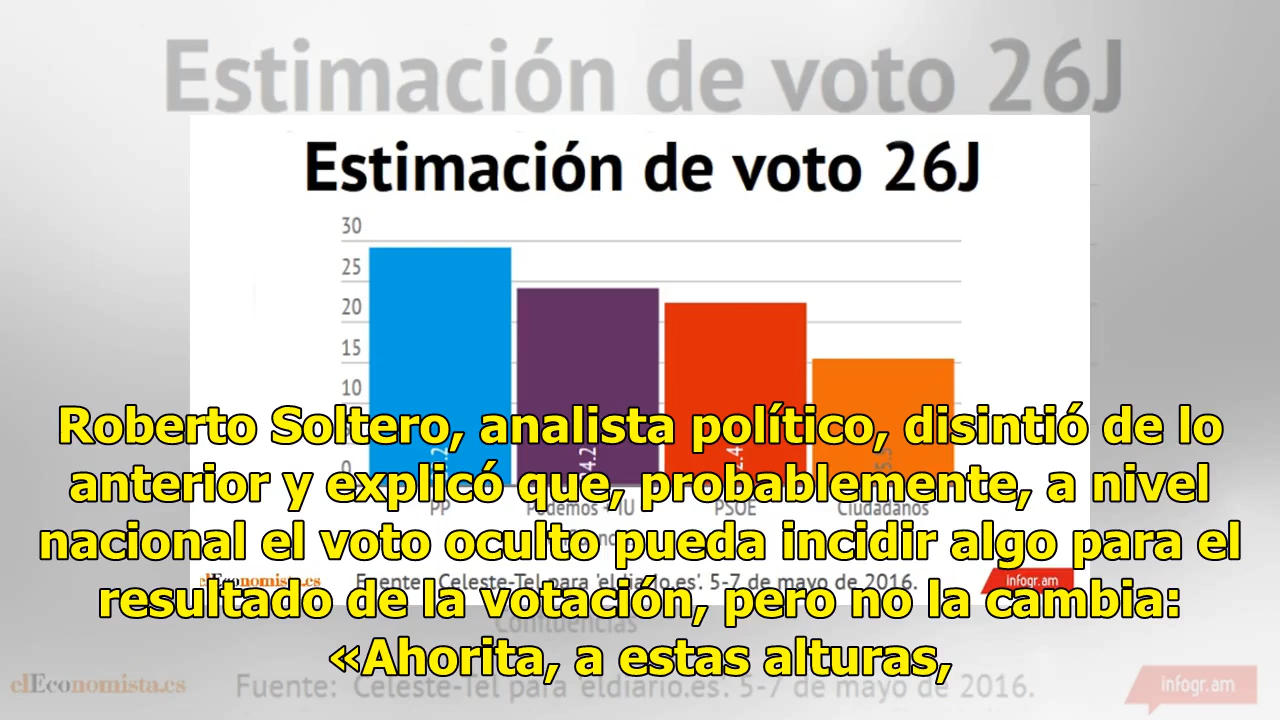 Estimación de voto 26J
Estimación de voto 26J
30
25
20
15
10
0
Roberto Soltero, analista político, disintió de lo
anterior y explicó que, probablemente, a nivel
nacional el voto oculto pueda incidir algo para el
resultado de la votación, pero no la cambia:
«Ahorita, a estas alturas,
PP
Podemos + IU
PSOE
Ciudadanos
elEconomista.es
Fuente: Celeste-Tel para 'eldiario.es'. 5-7 de mayo de 2016.
infogr.am
Confluencias
elEconomista.es
Fuente: Celeste-Tel para 'eldiario.es'. 5-7 de mayo de 2016.
infogr.am